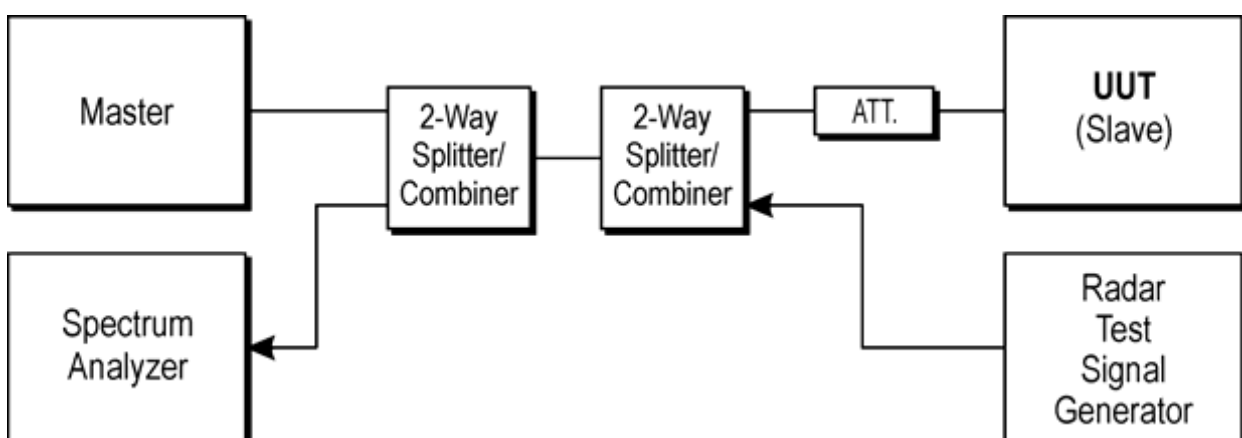 Master
2-Way
Splitter/
Combiner
2-Way
Splitter/
Combiner
ATT.
UUT
(Slave)
Spectrum
Analyzer
Radar
Test
Signal
Generator